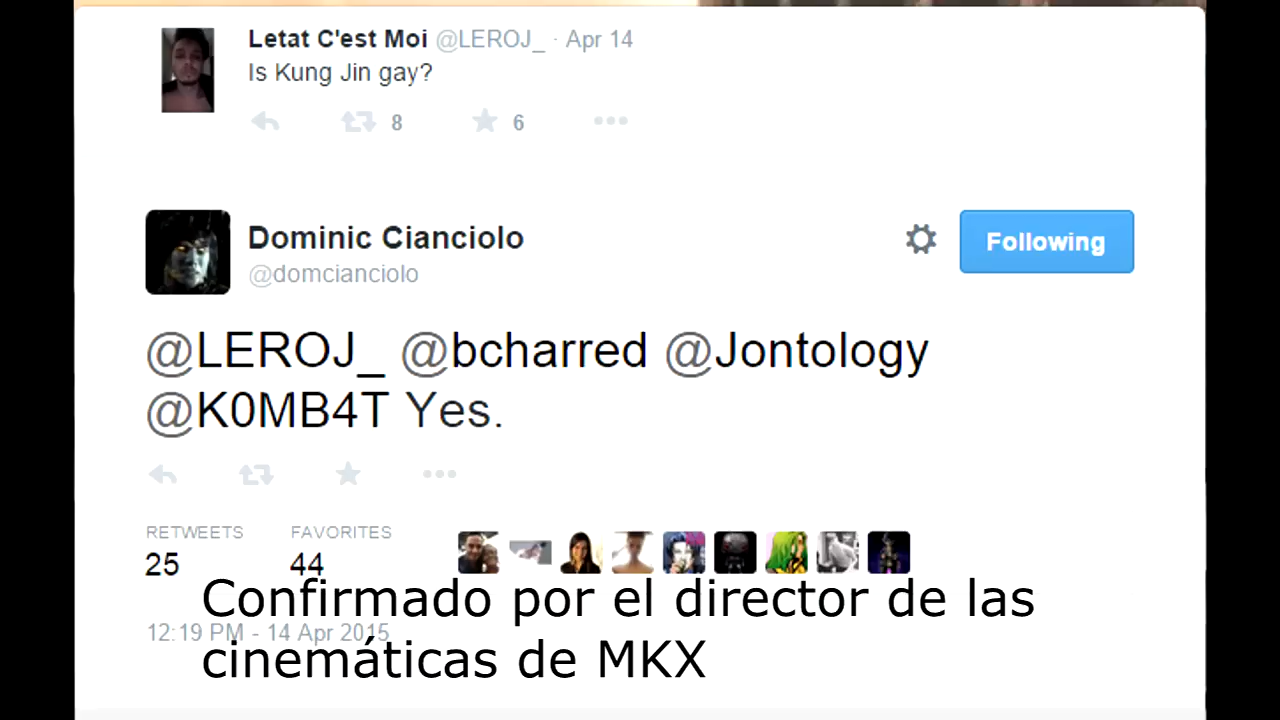 Letat C'est Moi @LEROJ_ · Apr 14
Is Kung Jin gay?
8 6
Dominic Cianciolo
Following
@domcianciolo
@LEROJ_ @bcharred @Jontology
@K0MB4T Yes.
RETWEETS FAVORITES
25 44
Confirmado por el director de las
12:19 PM - 14 Apr 2015
cinemáticas de MKX